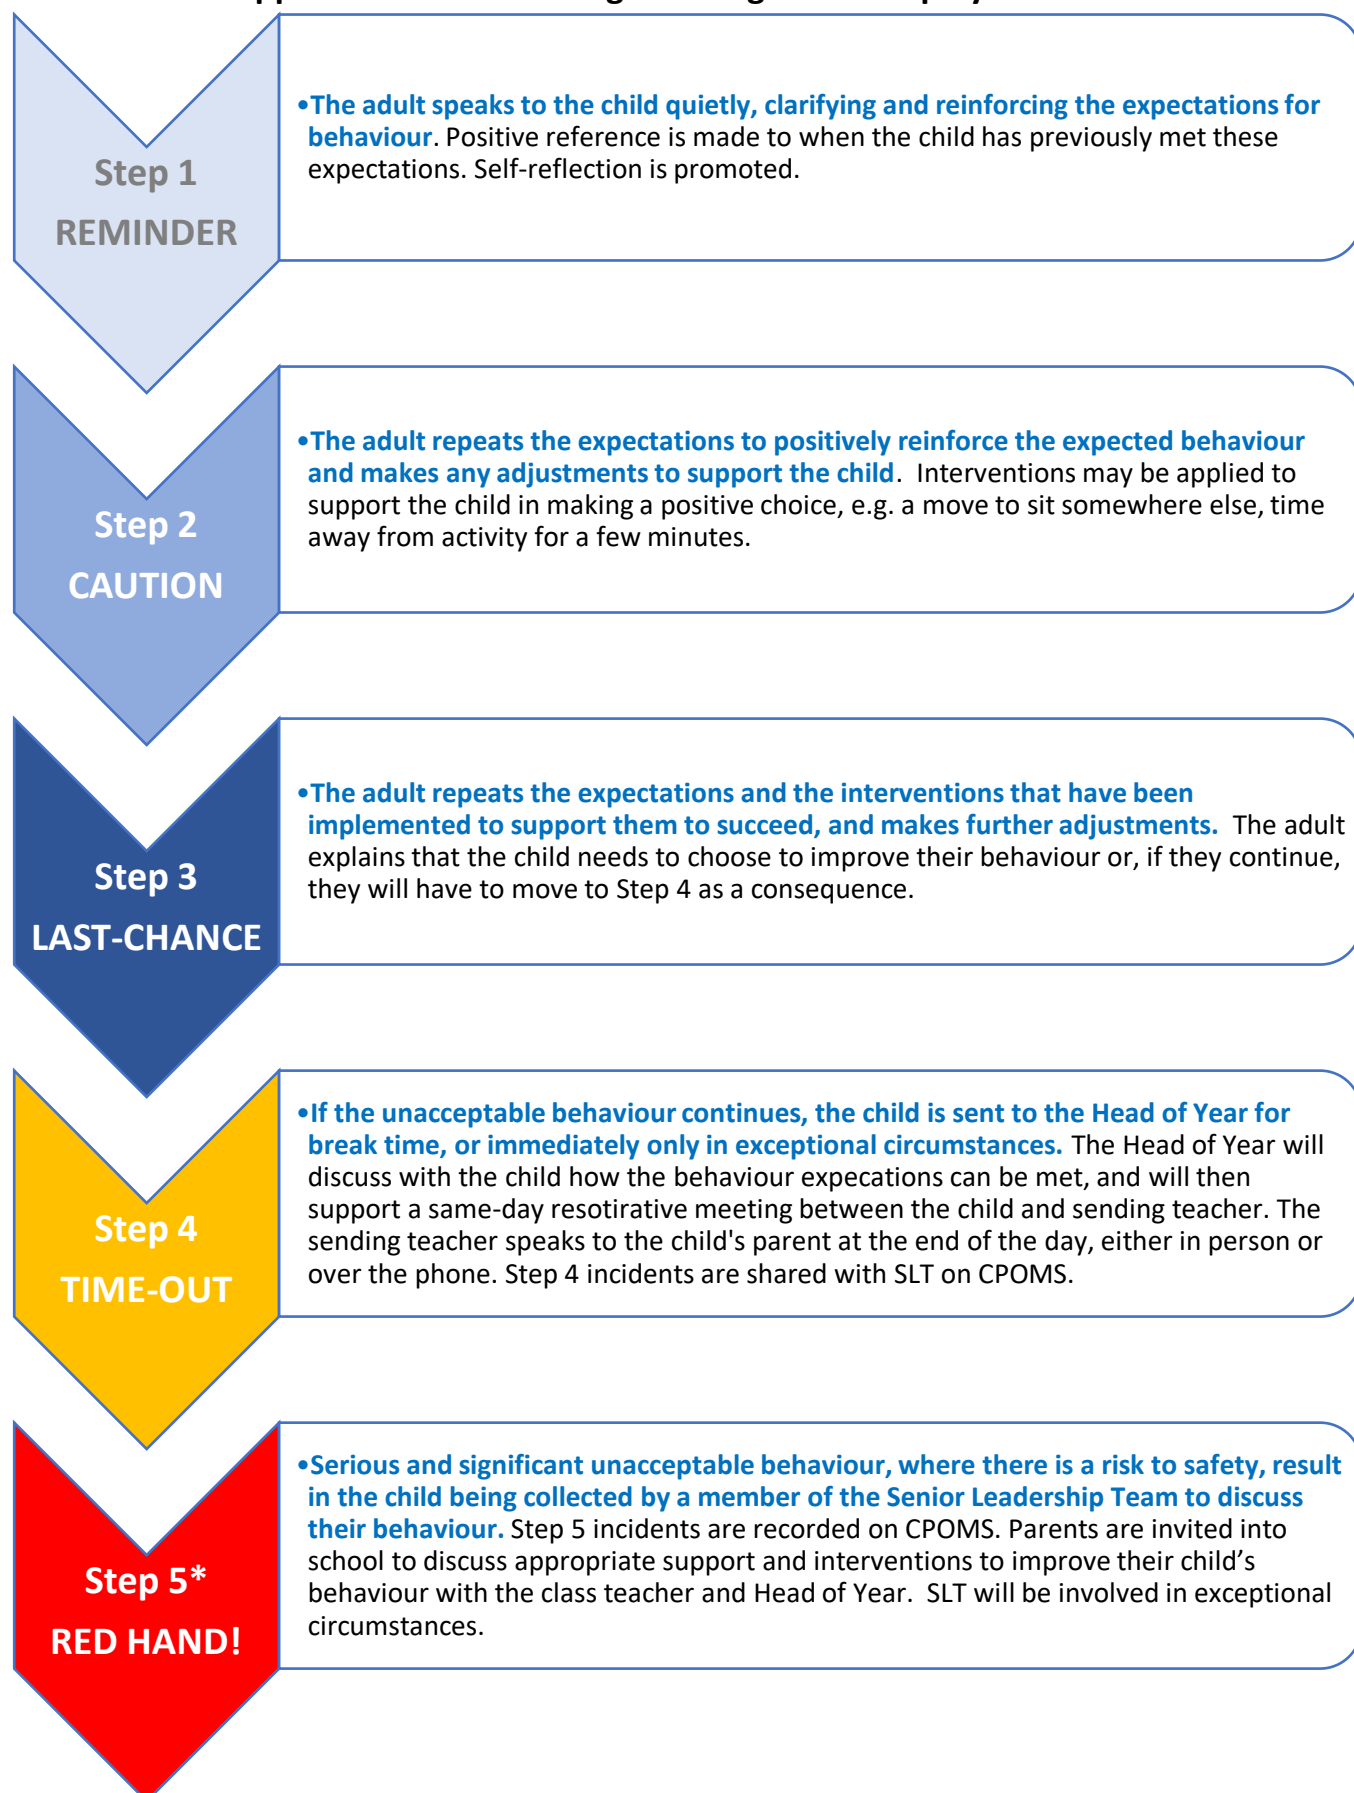 Step 1
REMINDER
•The adult speaks to the child quietly, clarifying and reinforcing the expectations for
behaviour. Positive reference is made to when the child has previously met these
expectations. Self-reflection is promoted.
Step 2
CAUTION
•The adult repeats the expectations to positively reinforce the expected behaviour
and makes any adjustments to support the child. Interventions may be applied to
support the child in making a positive choice, e.g. a move to sit somewhere else, time
away from activity for a few minutes.
Step 3
LAST-CHANCE
•The adult repeats the expectations and the interventions that have been
implemented to support them to succeed, and makes further adjustments. The adult
explains that the child needs to choose to improve their behaviour or, if they continue,
they will have to move to Step 4 as a consequence.
Step 4
TIME-OUT
•If the unacceptable behaviour continues, the child is sent to the Head of Year for
break time, or immediately only in exceptional circumstances. The Head of Year will
discuss with the child how the behaviour expecations can be met, and will then
support a same-day resotirative meeting between the child and sending teacher. The
sending teacher speaks to the child's parent at the end of the day, either in person or
over the phone. Step 4 incidents are shared with SLT on CPOMS.
Step 5*
RED HAND!
•Serious and significant unacceptable behaviour, where there is a risk to safety, result
in the child being collected by a member of the Senior Leadership Team to discuss
their behaviour. Step 5 incidents are recorded on CPOMS. Parents are invited into
school to discuss appropriate support and interventions to improve their child’s
behaviour with the class teacher and Head of Year. SLT will be involved in exceptional
circumstances.